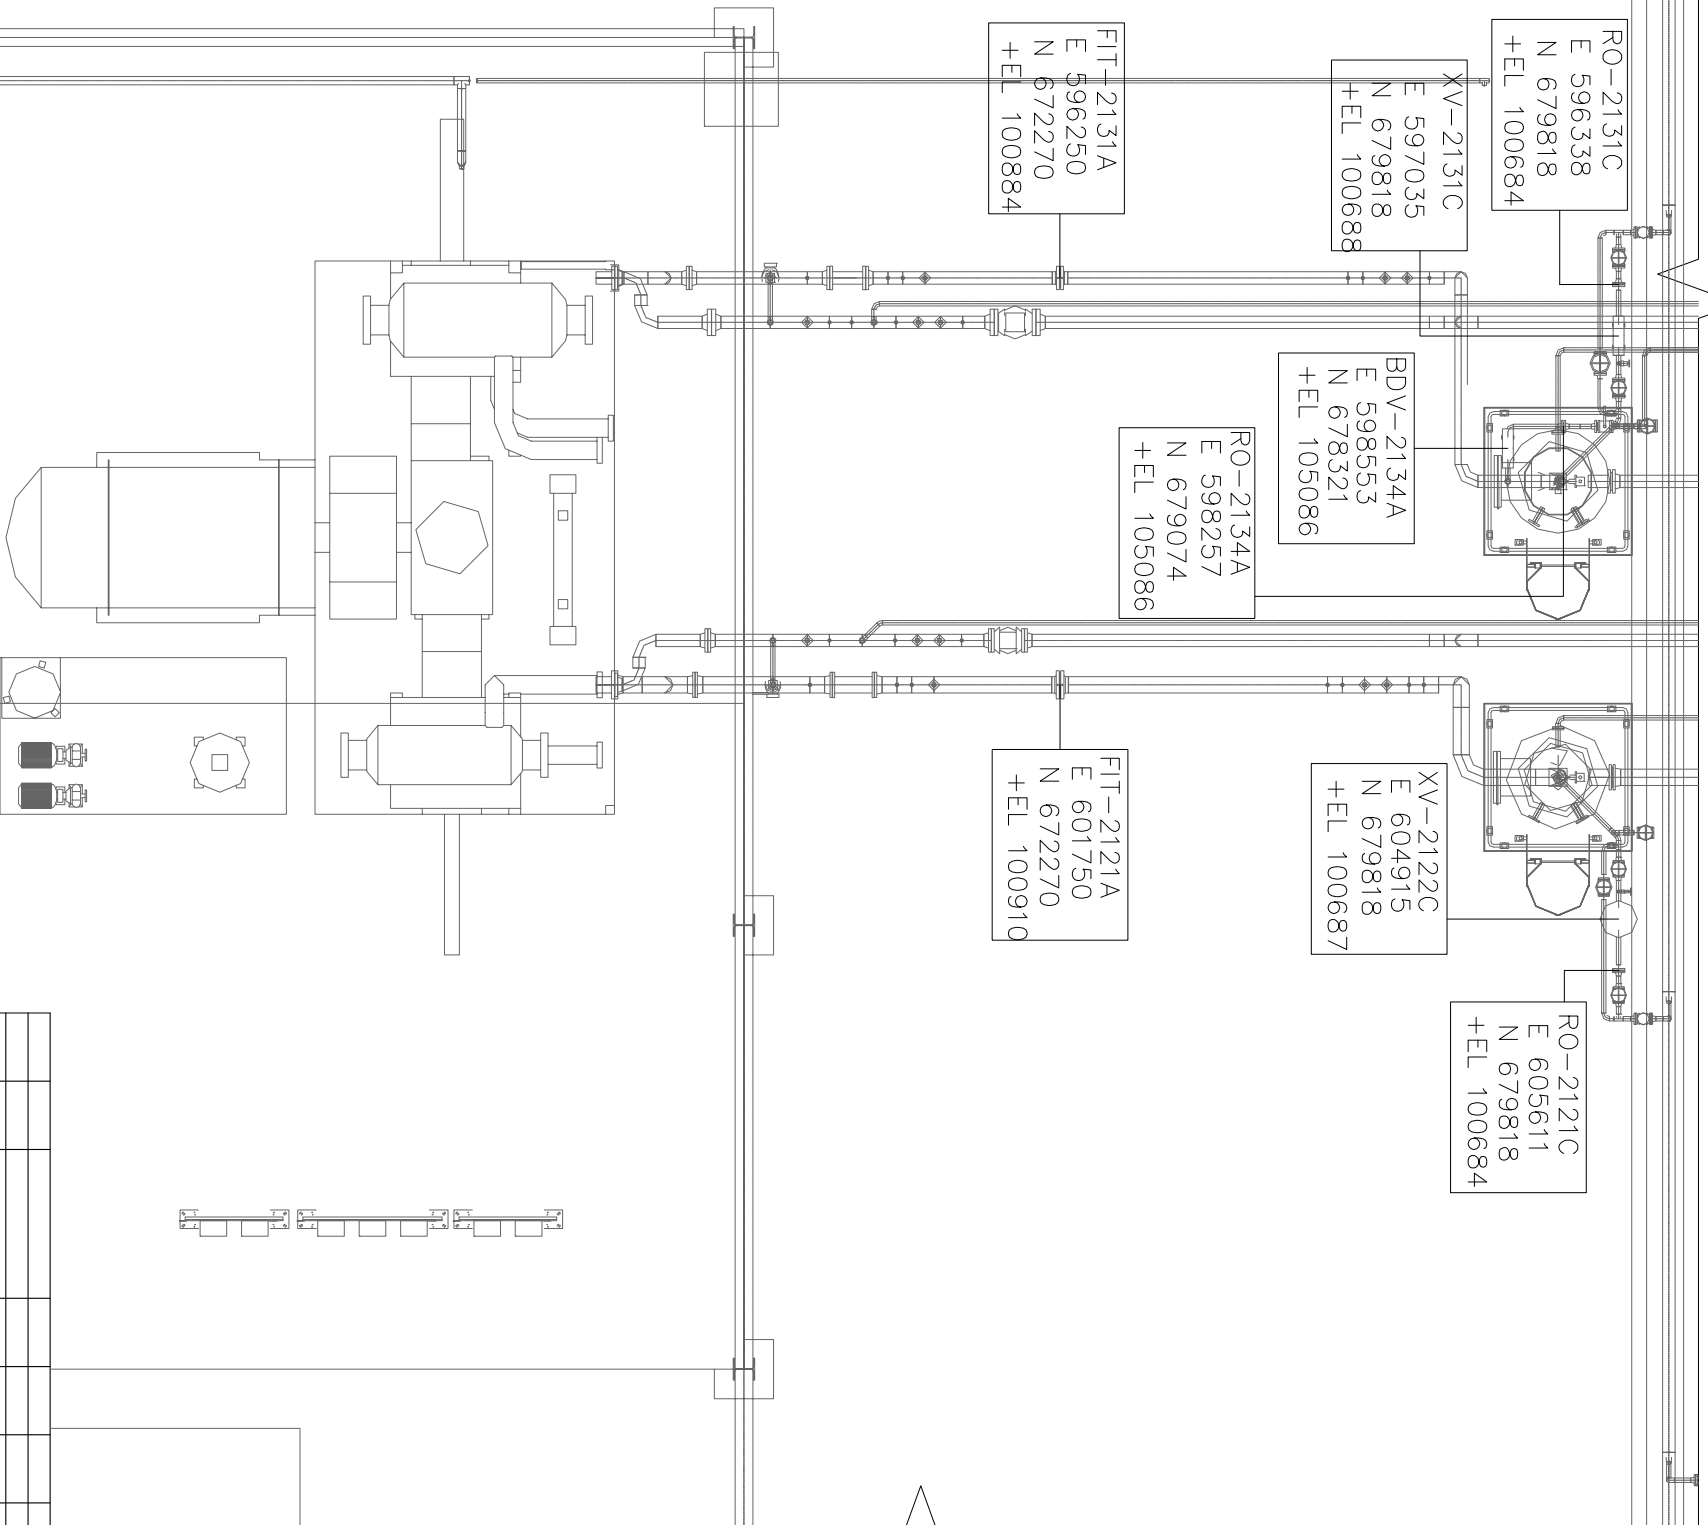 RO-2131C
E 596338
N 679818
+EL 100684
XV-2131C
E 597035
N 679818
+EL 100688
FIT-2131A
E 596250
N 672270
+EL 100884
BDV-2134A
E 598553
N 678321
+EL 105086
RO-2134A
E 598257
N 679074
+EL 105086
FIT-2121A
E 601750
N 672270
+EL 100910
XV-2122C
E 604915
N 679818
+EL 100687
RO-2121C
E 605611
N 679818
+EL 100684